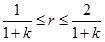 1/(1+k) ≤ r ≤ 2/(1+k)